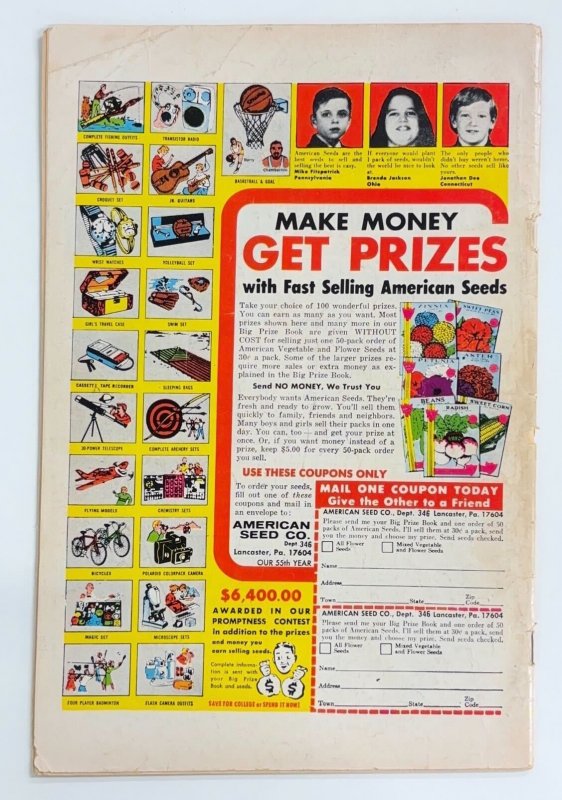 COMPLETE FISHING OUTFITS
TRANSISTOR RADIO
CROQUET SET
JR. GUITARS
WRIST WATCHES
VOLLEYBALL SET
GIRL'S TRAVEL CASE
SWIM SET
CASSETTE TAPE RECORDER
SLEEPING BAGS
30-POWER TELESCOPE
COMPLETE ARCHERY SETS
FLYING MODELS
CHEMISTRY SETS
BICYCLES
POLAROID COLORPACK CAMERA
MAGIC SET
MICROSCOPE SETS
FOUR PLAYER BADMINTON
FLASH CAMERA OUTFITS
Barry
Chamberlain
BASKETBALL & GOAL
American Seeds are the
best seeds to sell and
selling the best is easy.
Mike Fitzpatrick
Pennsylvania
If everyone would plant
1 pack of seeds, wouldn't
the world be nice to look
at.
Brenda Jackson
Ohio
The only people who
didn't buy weren't home.
No other seeds sell like
yours.
Jonathan Doe
Connecticut
MAKE MONEY
GET PRIZES
with Fast Selling American Seeds
Take your choice of 100 wonderful prizes.
You can earn as many as you want. Most
prizes shown here and many more in our
Big Prize Book are given WITHOUT
COST for selling just one 50-pack order of
American Vegetable and Flower Seeds at
30¢ a pack. Some of the larger prizes re-
quire more sales or extra money as ex-
plained in the Big Prize Book.
Send NO MONEY, We Trust You
Everybody wants American Seeds. They're
fresh and ready to grow. You'll sell them
quickly to family, friends and neighbors.
Many boys and girls sell their packs in one
day. You can, too — and get your prize at
once. Or, if you want money instead of a
prize, keep $5.00 for every 50-pack order
you sell.
ZINNIA
SWEET PEAS
PETUNIA
ASTER
BEANS
RADISH
SWEET CORN
USE THESE COUPONS ONLY
To order your seeds,
fill out one of these
coupons and mail in
an envelope to:
AMERICAN
SEED CO.
Dept. 346
Lancaster, Pa. 17604
OUR 55th YEAR
$6,400.00
AWARDED IN OUR
PROMPTNESS CONTEST
in addition to the prizes
and money you
earn selling seeds.
Complete informa-
tion is sent with
your Big Prize
Book and seeds.
$ $
SAVE FOR COLLEGE or SPEND IT NOW!
MAIL ONE COUPON TODAY
Give the Other to a Friend
AMERICAN SEED CO., Dept. 346 Lancaster, Pa. 17604
Please send me your Big Prize Book and one order of 50
packs of American Seeds. I'll sell them at 30¢ a pack, send
you the money and choose my prize. Send seeds checked.
All Flower Seeds
Mixed Vegetable and Flower Seeds
Name
Address
Town State Zip Code
AMERICAN SEED CO., Dept. 346 Lancaster, Pa. 17604
Please send me your Big Prize Book and one order of 50
packs of American Seeds. I'll sell them at 30¢ a pack, send
you the money and choose my prize. Send seeds checked.
All Flower Seeds
Mixed Vegetable and Flower Seeds
Name
Address
Town State Zip Code